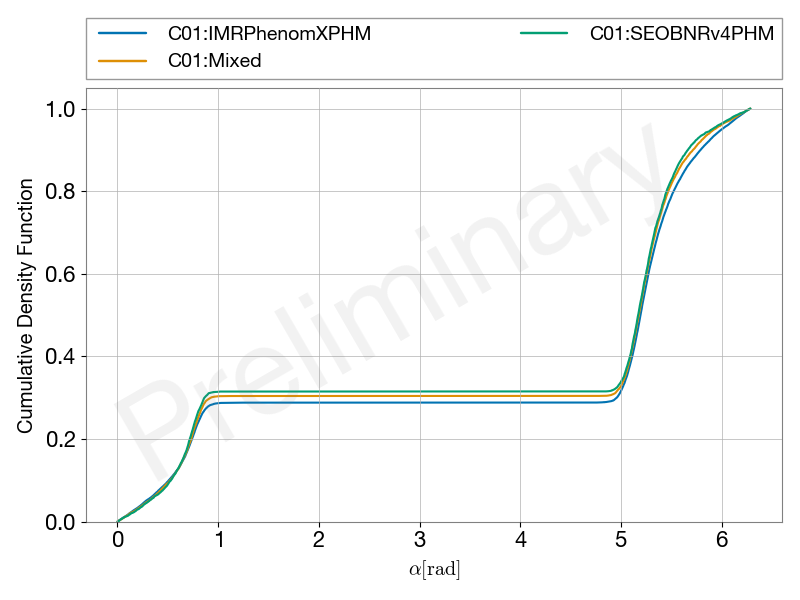 C01:IMRPhenomXPHM
C01:Mixed
C01:SEOBNRv4PHM
Preliminary
Cumulative Density Function
1.0
0.8
0.6
0.4
0.2
0.0
0 1 2 3 4 5 6
α[rad]